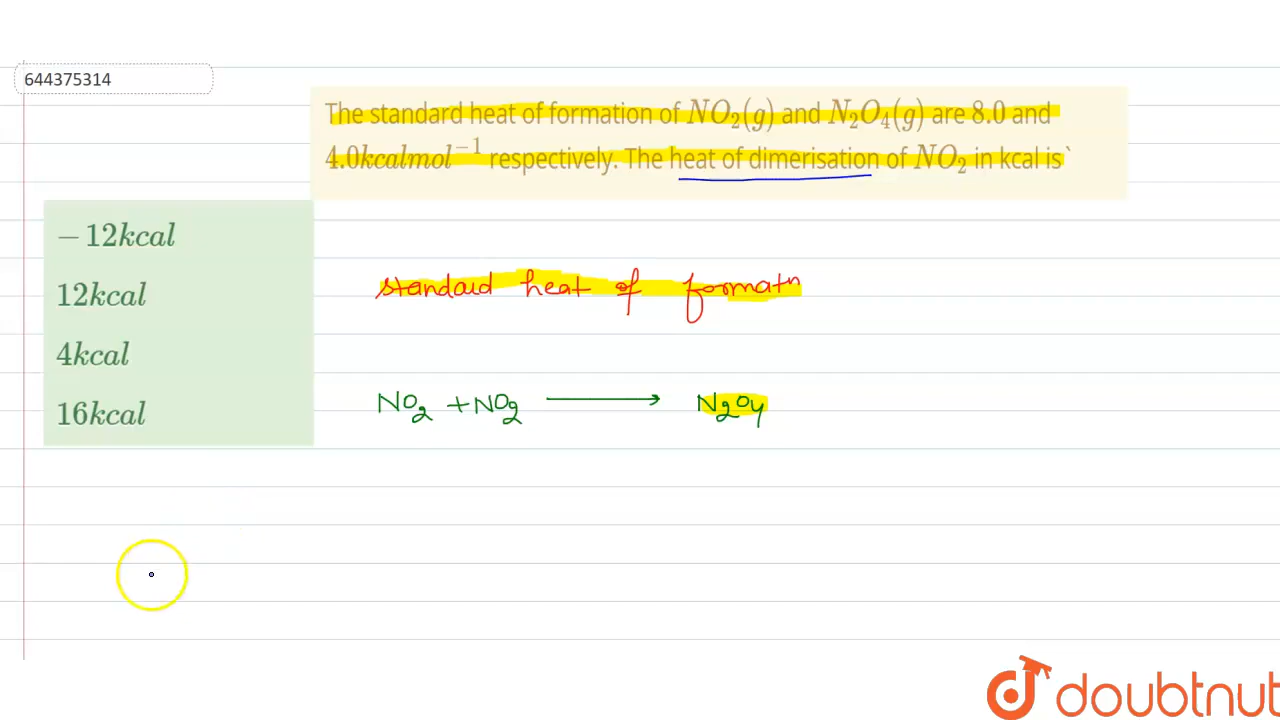 644375314
The standard heat of formation of NO₂(g) and N₂O₄(g) are 8.0 and
4.0kcalmol⁻¹ respectively. The heat of dimerisation of NO₂ in kcal is`
− 12kcal
12kcal
4kcal
16kcal
standard heat of formatn
NO₂ + NO₂ ⟶ N₂O₄
doubtnut